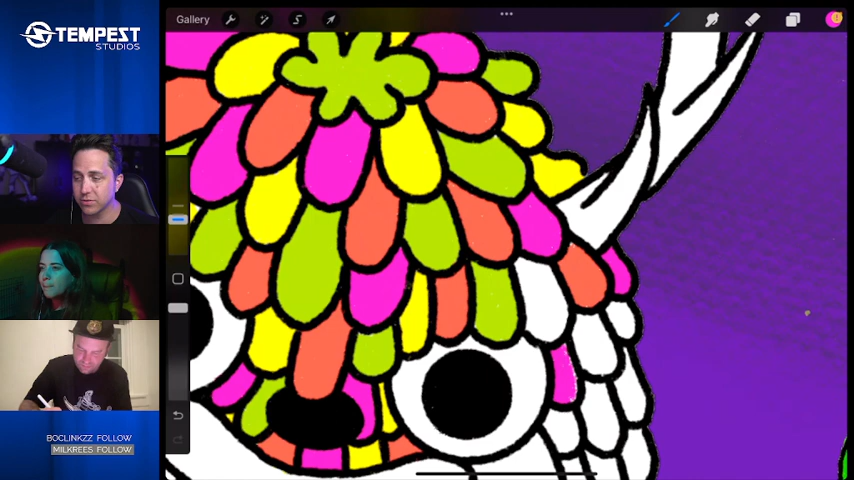 TEMPEST
STUDIOS
Gallery
BOCLINKZZ FOLLOW
MILKREES FOLLOW